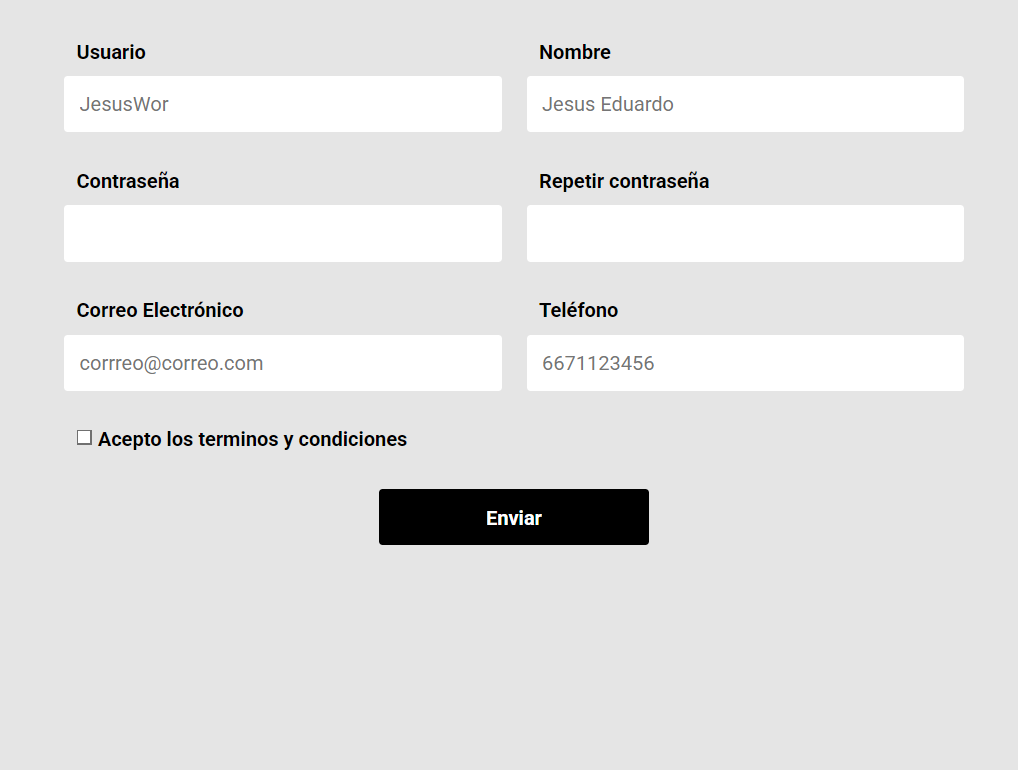 Usuario
Nombre
JesusWor
Jesus Eduardo
Contraseña
Repetir contraseña
Correo Electrónico
Teléfono
corrreo@correo.com
6671123456
Acepto los terminos y condiciones
Enviar